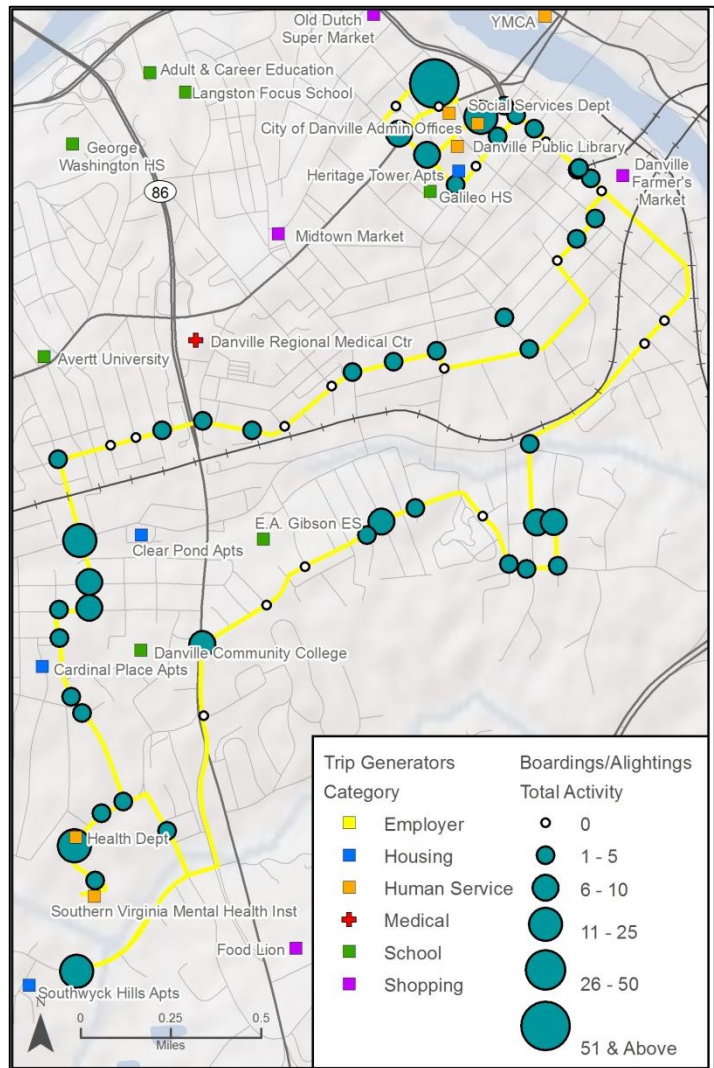 Old Dutch
Super Market
YMCA
Adult & Career Education
Langston Focus School
Social Services Dept
George
Washington HS
City of Danville Admin Offices
Danville Public Library
Danville
Farmer's
Market
Heritage Tower Apts
Galileo HS
86
Midtown Market
Danville Regional Medical Ctr
Avertt University
E.A. Gibson ES
Clear Pond Apts
Danville Community College
Cardinal Place Apts
Health Dept
Southern Virginia Mental Health Inst
Food Lion
Southwyck Hills Apts
N
0 0.25 0.5
Miles
Trip Generators
Category
Employer
Housing
Human Service
Medical
School
Shopping
Boardings/Alightings
Total Activity
0
1 - 5
6 - 10
11 - 25
26 - 50
51 & Above